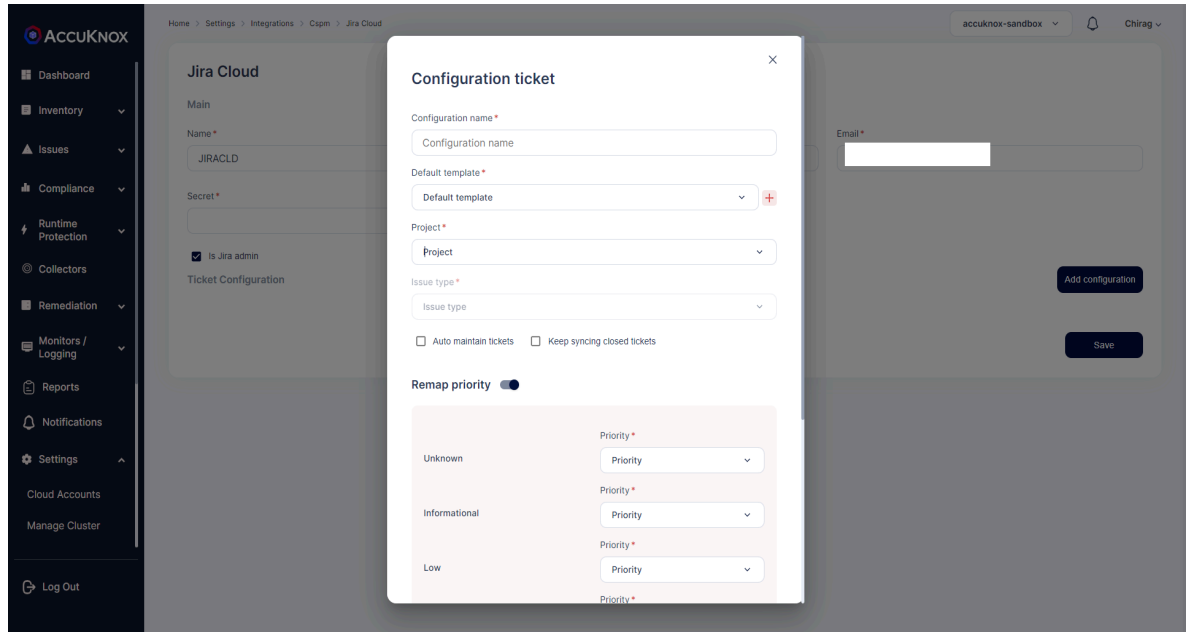 ACCUKNOX
Dashboard
Inventory
Issues
Compliance
Runtime
Protection
Collectors
Remediation
Monitors /
Logging
Reports
Notifications
Settings
Cloud Accounts
Manage Cluster
Log Out
Home > Settings > Integrations > Cspm > Jira Cloud
accuknox-sandbox
Chirag
Jira Cloud
Main
Name *
JIRACLD
Email *
Secret *
Is Jira admin
Ticket Configuration
Add configuration
Save
Configuration ticket
Configuration name *
Configuration name
Default template *
Default template
+
Project *
Project
Issue type *
Issue type
Auto maintain tickets
Keep syncing closed tickets
Remap priority
Priority *
Unknown
Priority
Priority *
Informational
Priority
Priority *
Low
Priority
Priority *